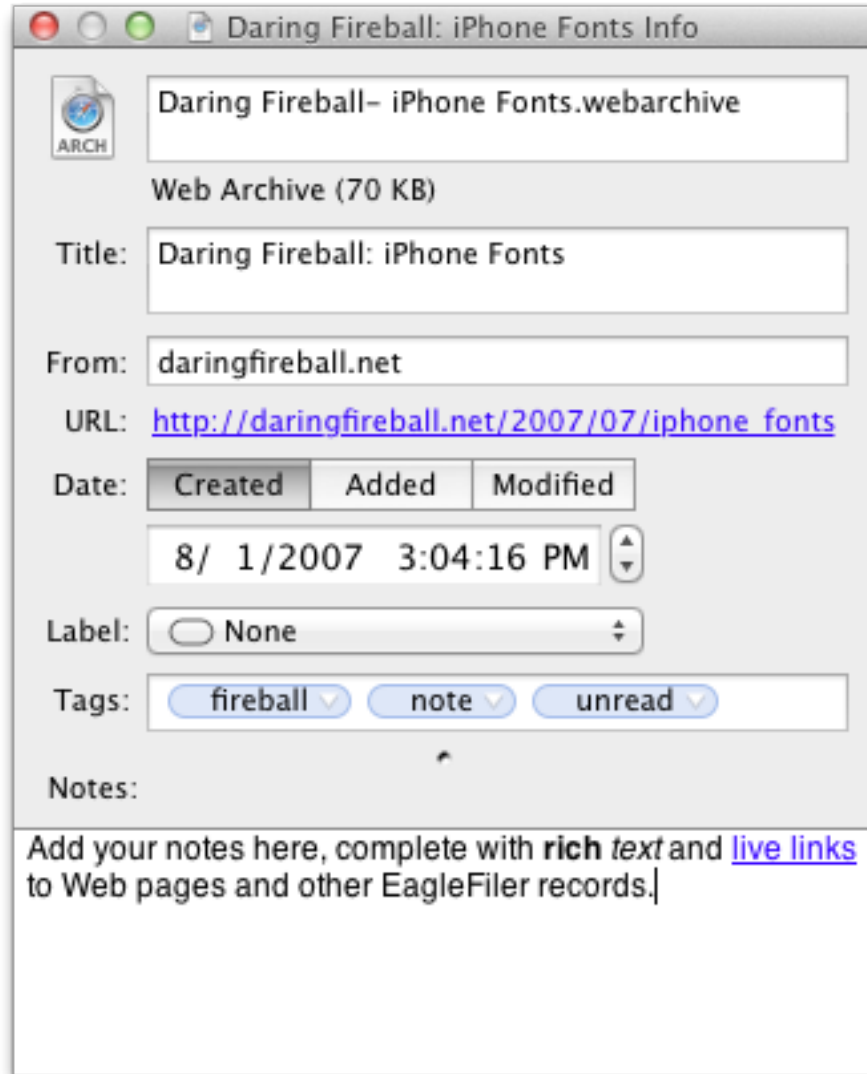 Daring Fireball: iPhone Fonts Info
ARCH
Daring Fireball– iPhone Fonts.webarchive
Web Archive (70 KB)
Title: Daring Fireball: iPhone Fonts
From: daringfireball.net
URL: http://daringfireball.net/2007/07/iphone_fonts
Date: Created Added Modified
8/ 1/2007 3:04:16 PM
Label: None
Tags: fireball note unread
Notes:
Add your notes here, complete with rich text and live links
to Web pages and other EagleFiler records.